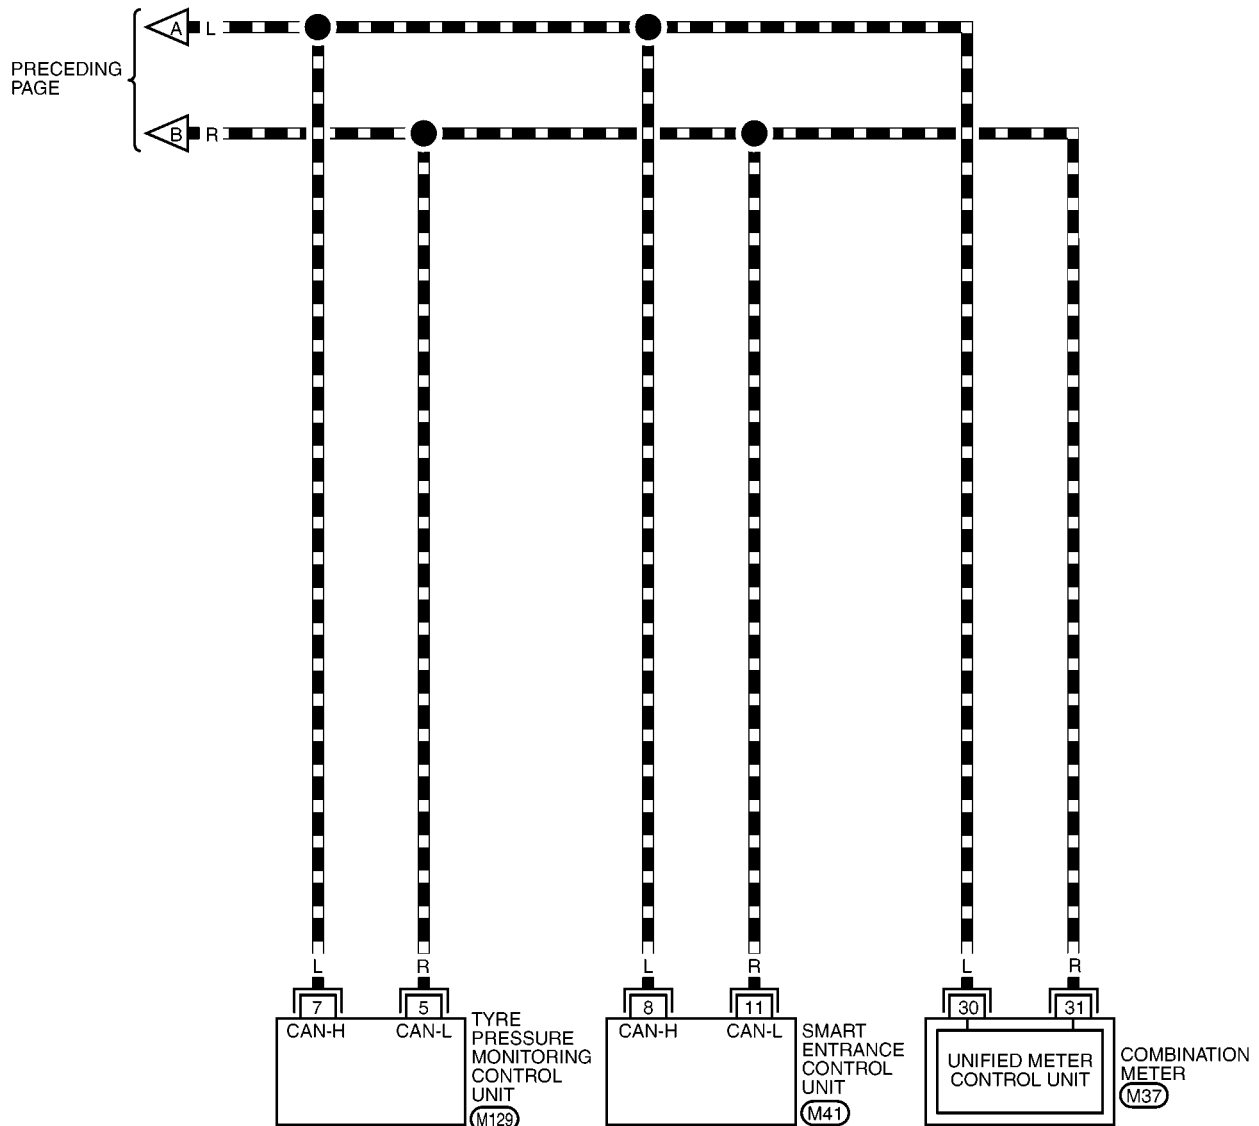 A L
PRECEDING
PAGE
B R
L R L R L R
7 5 8 11 30 31
CAN-H CAN-L
TYRE
PRESSURE
MONITORING
CONTROL
UNIT
M129
CAN-H CAN-L
SMART
ENTRANCE
CONTROL
UNIT
M41
UNIFIED METER
CONTROL UNIT
COMBINATION
METER
M37